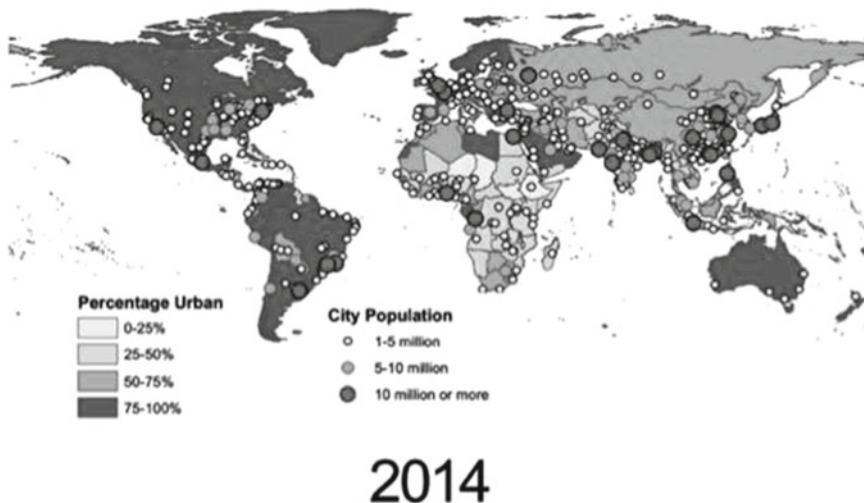 Percentage Urban
0-25%
25-50%
50-75%
75-100%
City Population
1-5 million
5-10 million
10 million or more
2014